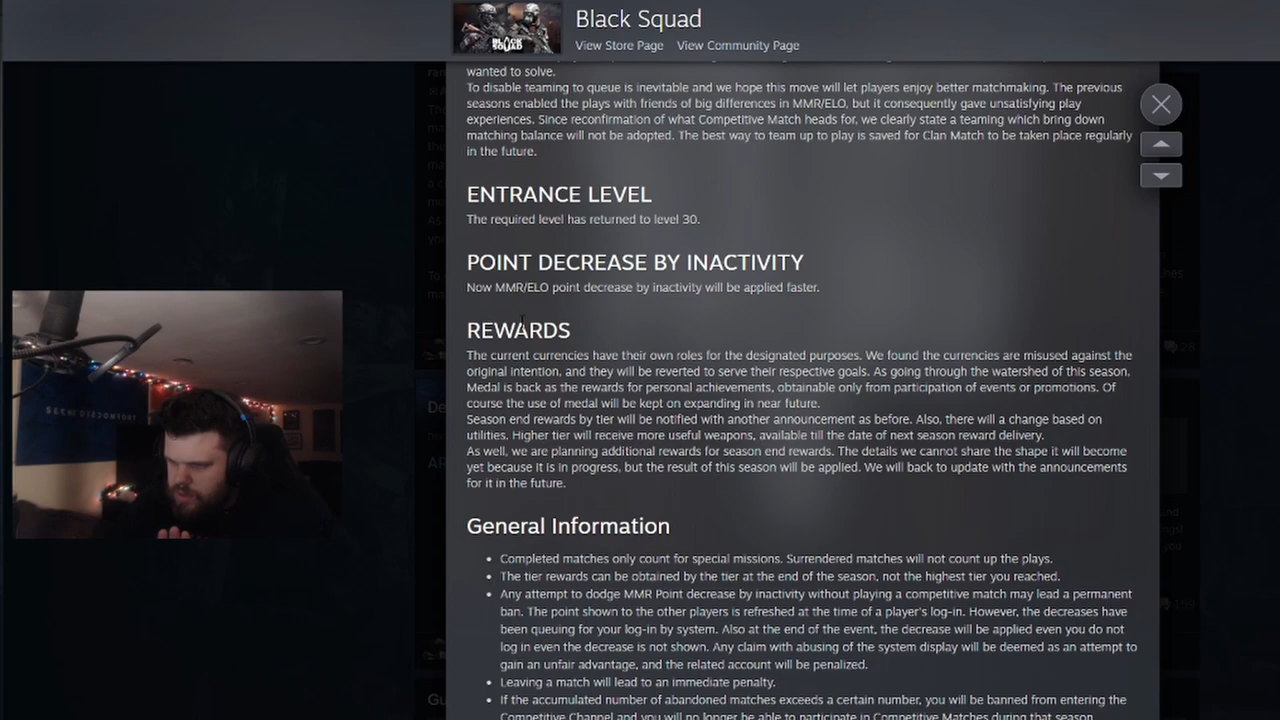 Black Squad
View Store Page View Community Page
BLACK SQUAD
wanted to solve.
To disable teaming to queue is inevitable and we hope this move will let players enjoy better matchmaking. The previous
seasons enabled the plays with friends of big differences in MMR/ELO, but it consequently gave unsatisfying play
experiences. Since reconfirmation of what Competitive Match heads for, we clearly state a teaming which bring down
matching balance will not be adopted. The best way to team up to play is saved for Clan Match to be taken place regularly
in the future.
ENTRANCE LEVEL
The required level has returned to level 30.
POINT DECREASE BY INACTIVITY
Now MMR/ELO point decrease by inactivity will be applied faster.
REWARDS
The current currencies have their own roles for the designated purposes. We found the currencies are misused against the
original intention, and they will be reverted to serve their respective goals. As going through the watershed of this season,
Medal is back as the rewards for personal achievements, obtainable only from participation of events or promotions. Of
course the use of medal will be kept on expanding in near future.
Season end rewards by tier will be notified with another announcement as before. Also, there will a change based on
utilities. Higher tier will receive more useful weapons, available till the date of next season reward delivery.
As well, we are planning additional rewards for season end rewards. The details we cannot share the shape it will become
yet because it is in progress, but the result of this season will be applied. We will back to update with the announcements
for it in the future.
General Information
• Completed matches only count for special missions. Surrendered matches will not count up the plays.
• The tier rewards can be obtained by the tier at the end of the season, not the highest tier you reached.
• Any attempt to dodge MMR Point decrease by inactivity without playing a competitive match may lead a permanent
ban. The point shown to the other players is refreshed at the time of a player's log-in. However, the decreases have
been queuing for your log-in by system. Also at the end of the event, the decrease will be applied even you do not
log in even the decrease is not shown. Any claim with abusing of the system display will be deemed as an attempt to
gain an unfair advantage, and the related account will be penalized.
• Leaving a match will lead to an immediate penalty.
• If the accumulated number of abandoned matches exceeds a certain number, you will be banned from entering the
Competitive Channel and you will no longer be able to participate in Competitive Matches during that season.
28
159